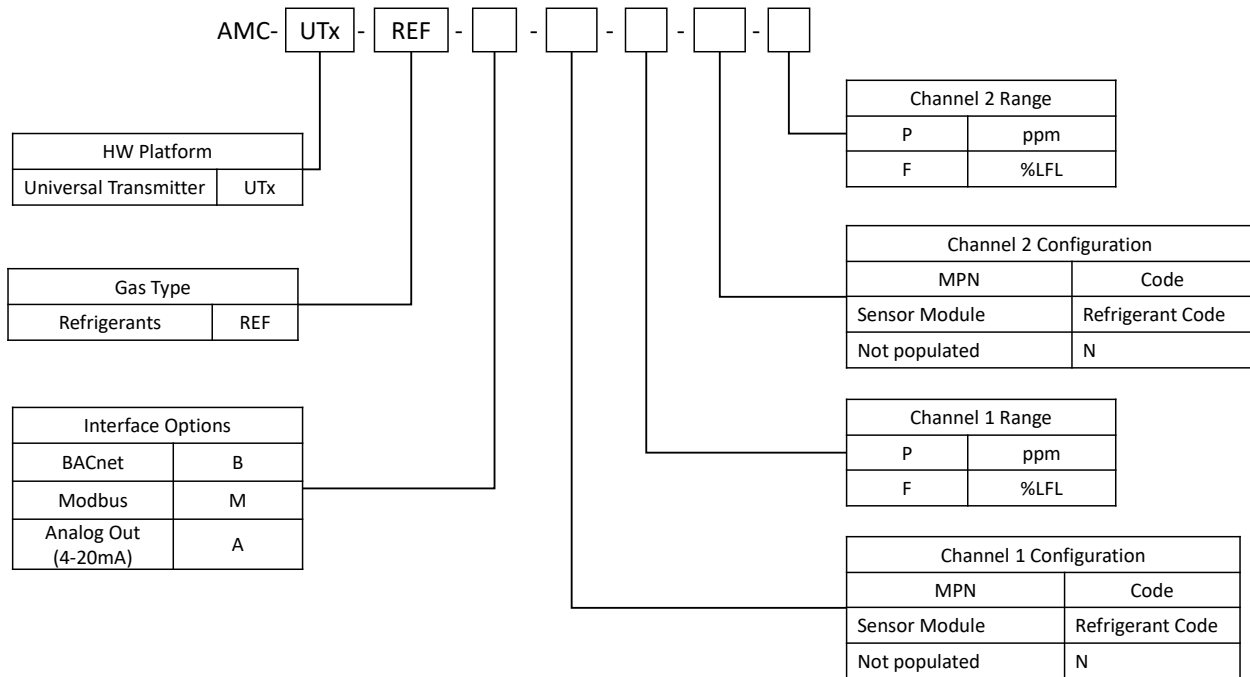 AMC- UTx - REF - - - - -
HW Platform
Universal Transmitter UTx
Gas Type
Refrigerants REF
Interface Options
BACnet B
Modbus M
Analog Out
(4-20mA) A
Channel 2 Range
P ppm
F %LFL
Channel 2 Configuration
MPN Code
Sensor Module Refrigerant Code
Not populated N
Channel 1 Range
P ppm
F %LFL
Channel 1 Configuration
MPN Code
Sensor Module Refrigerant Code
Not populated N